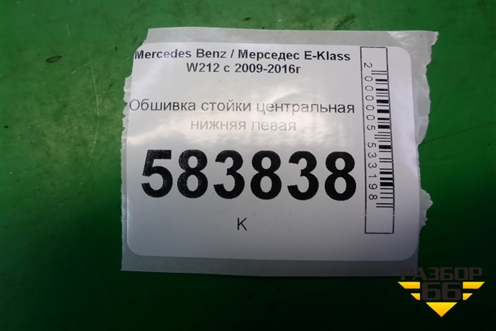 Mercedes Benz / Мерседес E-Klass
W212 с 2009-2016г
Обшивка стойки центральная
нижняя левая
583838
К
2000005533198
РАЗБОР
66